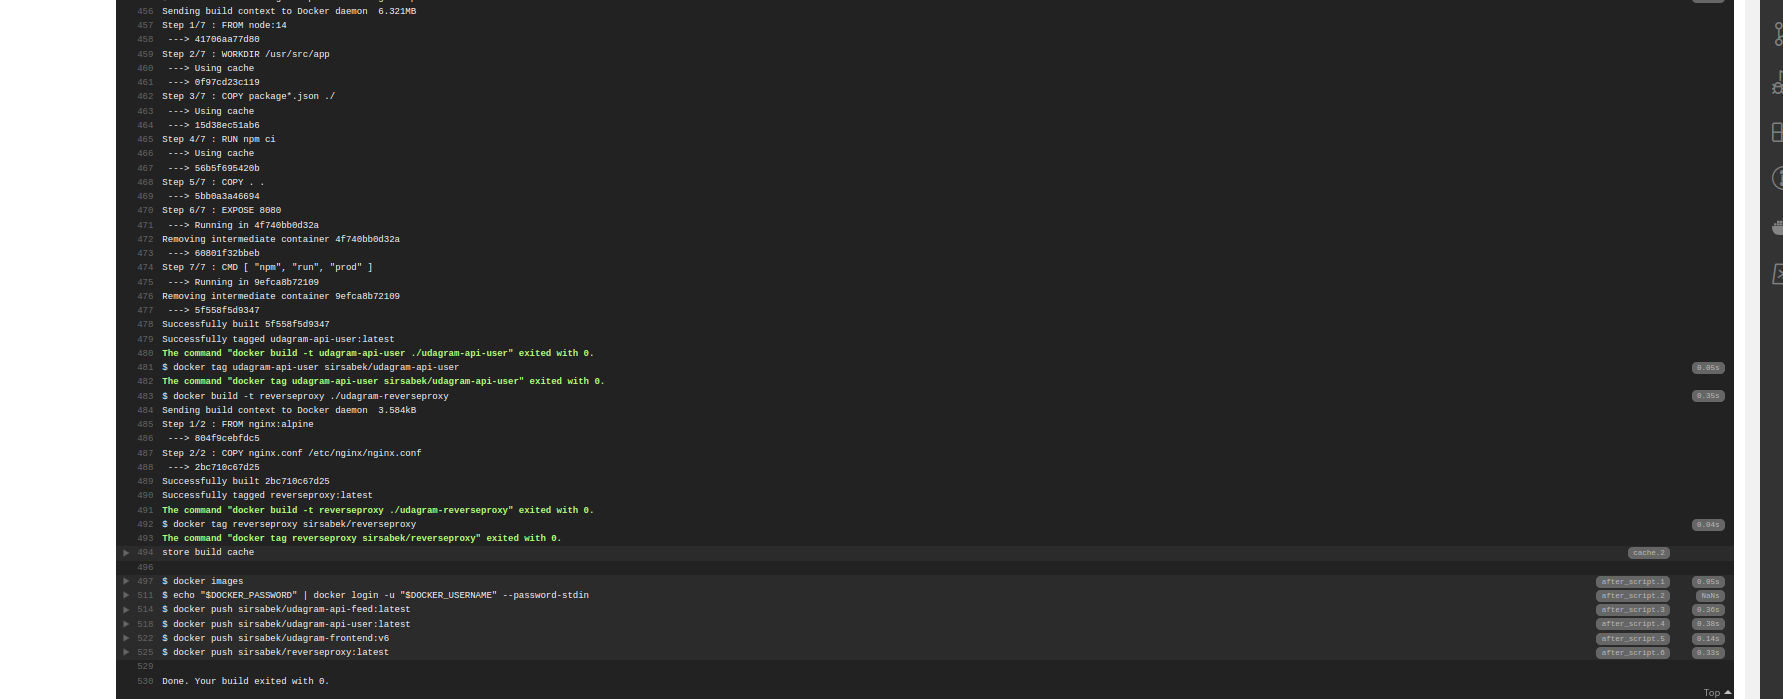 456 Sending build context to Docker daemon  6.321MB
457 Step 1/7 : FROM node:14
458  ---> 41706aa77d80
459 Step 2/7 : WORKDIR /usr/src/app
460  ---> Using cache
461  ---> 0f97cd23c119
462 Step 3/7 : COPY package*.json ./
463  ---> Using cache
464  ---> 15d38ec51ab6
465 Step 4/7 : RUN npm ci
466  ---> Using cache
467  ---> 56b5f695420b
468 Step 5/7 : COPY . .
469  ---> 5bb0a3a46694
470 Step 6/7 : EXPOSE 8080
471  ---> Running in 4f740bb0d32a
472 Removing intermediate container 4f740bb0d32a
473  ---> 60801f32bbeb
474 Step 7/7 : CMD [ "npm", "run", "prod" ]
475  ---> Running in 9efca8b72109
476 Removing intermediate container 9efca8b72109
477  ---> 5f558f5d9347
478 Successfully built 5f558f5d9347
479 Successfully tagged udagram-api-user:latest
480 The command "docker build -t udagram-api-user ./udagram-api-user" exited with 0.
481 $ docker tag udagram-api-user sirsabek/udagram-api-user 0.05s
482 The command "docker tag udagram-api-user sirsabek/udagram-api-user" exited with 0.
483 $ docker build -t reverseproxy ./udagram-reverseproxy 0.35s
484 Sending build context to Docker daemon  3.584kB
485 Step 1/2 : FROM nginx:alpine
486  ---> 804f9cebfdc5
487 Step 2/2 : COPY nginx.conf /etc/nginx/nginx.conf
488  ---> 2bc710c67d25
489 Successfully built 2bc710c67d25
490 Successfully tagged reverseproxy:latest
491 The command "docker build -t reverseproxy ./udagram-reverseproxy" exited with 0.
492 $ docker tag reverseproxy sirsabek/reverseproxy 0.04s
493 The command "docker tag reverseproxy sirsabek/reverseproxy" exited with 0.
494 store build cache cache.2
496
497 $ docker images after_script.1 0.05s
511 $ echo "$DOCKER_PASSWORD" | docker login -u "$DOCKER_USERNAME" --password-stdin after_script.2 NaNs
514 $ docker push sirsabek/udagram-api-feed:latest after_script.3 0.36s
518 $ docker push sirsabek/udagram-api-user:latest after_script.4 0.38s
522 $ docker push sirsabek/udagram-frontend:v6 after_script.5 0.14s
525 $ docker push sirsabek/reverseproxy:latest after_script.6 0.33s
529
530 Done. Your build exited with 0.
Top